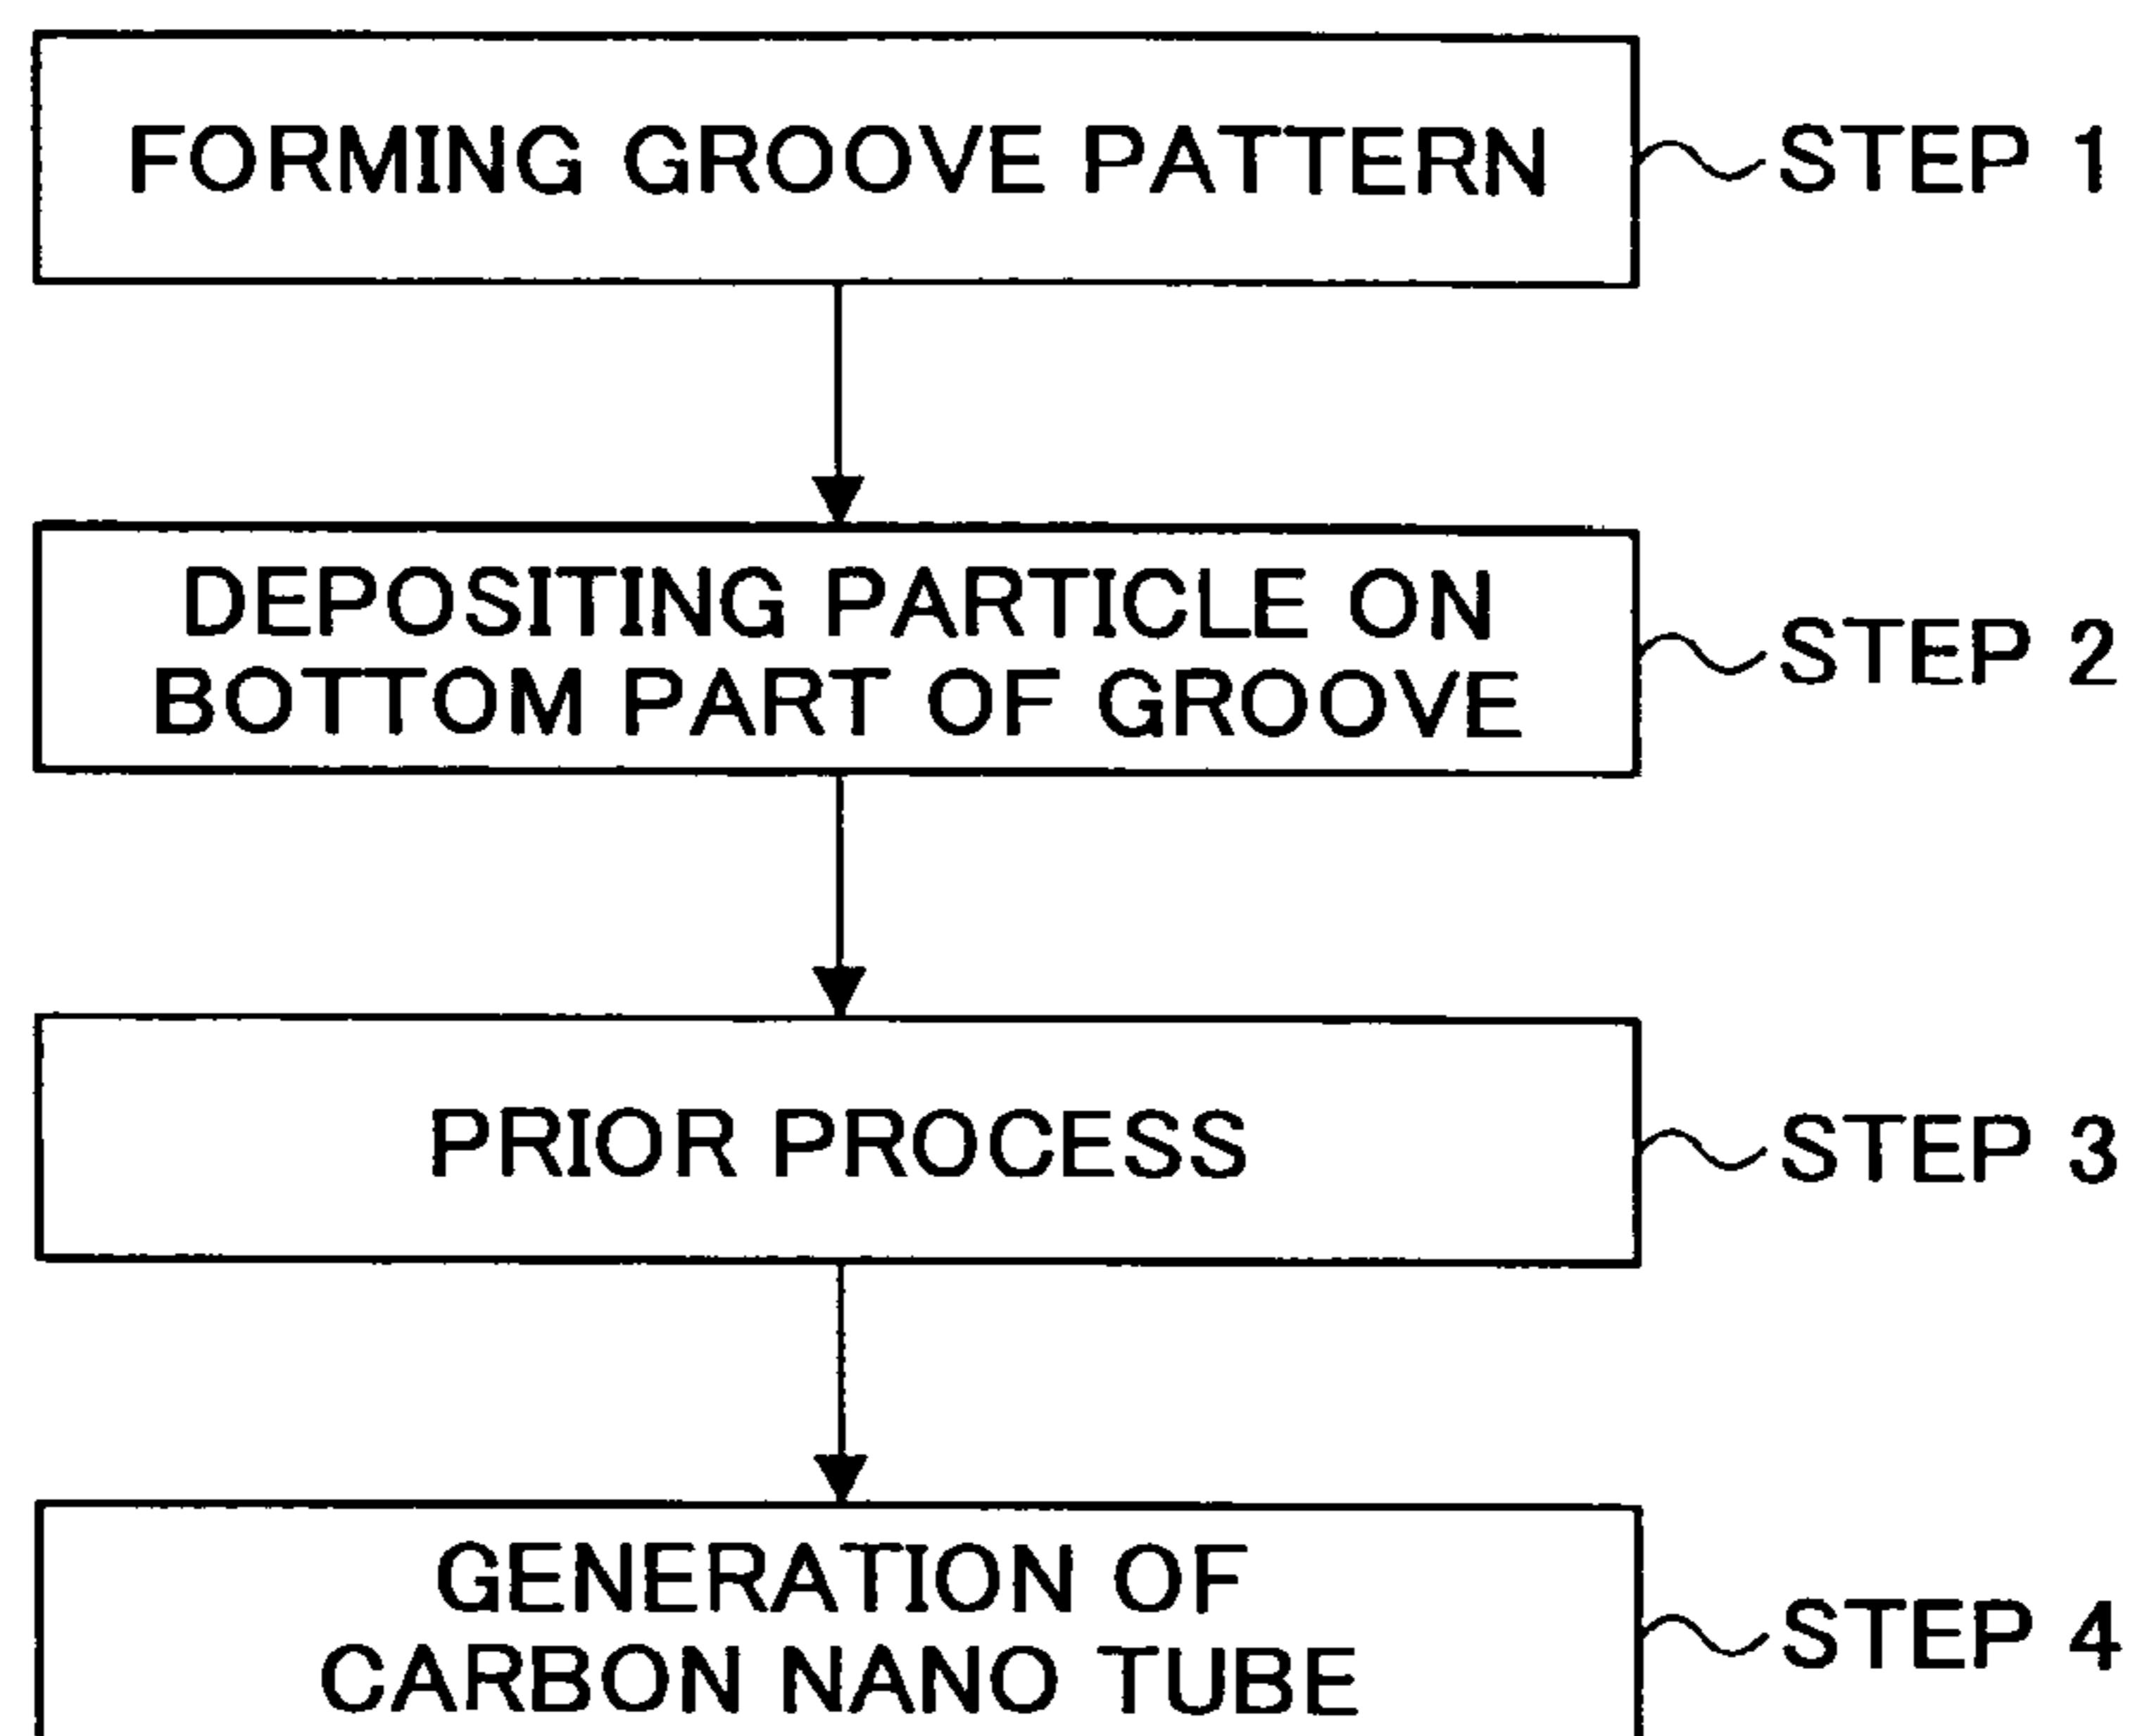 FORMING GROOVE PATTERN
STEP 1
DEPOSITING PARTICLE ON
BOTTOM PART OF GROOVE
STEP 2
PRIOR PROCESS
STEP 3
GENERATION OF
CARBON NANO TUBE
STEP 4